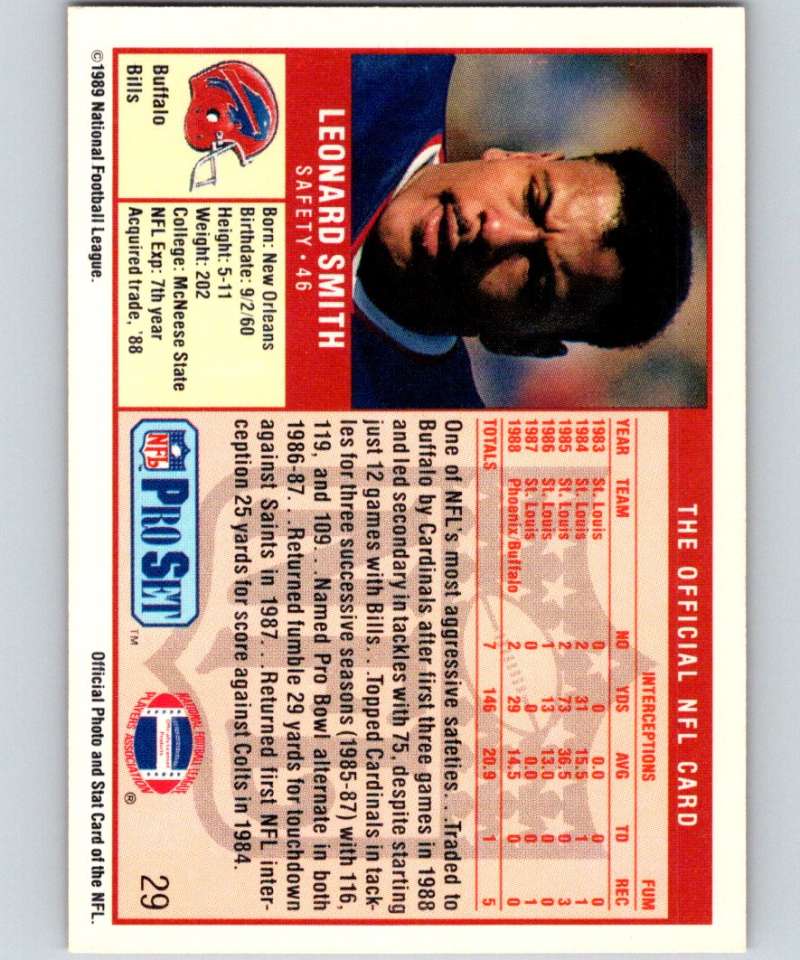 THE OFFICIAL NFL CARD
LEONARD SMITH
SAFETY • 46
Buffalo
Bills
Born: New Orleans
Birthdate: 9/2/60
Height: 5-11
Weight: 202
College: McNeese State
NFL Exp: 7th year
Acquired trade, '88
INTERCEPTIONS FUM
YEAR TEAM NO YDS AVG TD REC
1983 St. Louis 0 0 0.0 0 0
1984 St. Louis 2 31 15.5 1 1
1985 St. Louis 2 73 36.5 0 3
1986 St. Louis 1 13 13.0 0 0
1987 St. Louis 0 0 0.0 0 1
1988 Phoenix/Buffalo 2 29 14.5 0 0
TOTALS 7 146 20.9 1 5
One of NFL's most aggressive safeties. . .Traded to
Buffalo by Cardinals after first three games in 1988
and led secondary in tackles with 75, despite starting
just 12 games with Bills. . .Topped Cardinals in tack-
les for three successive seasons (1985-87) with 116,
119, and 109. . .Named Pro Bowl alternate in both
1986-87. . .Returned fumble 29 yards for touchdown
against Saints in 1987. . .Returned first NFL inter-
ception 25 yards for score against Colts in 1984.
NFL PRO SET ™
NATIONAL FOOTBALL LEAGUE
PLAYERS ASSOCIATION ®
29
©1989 National Football League.
Official Photo and Stat Card of the NFL.